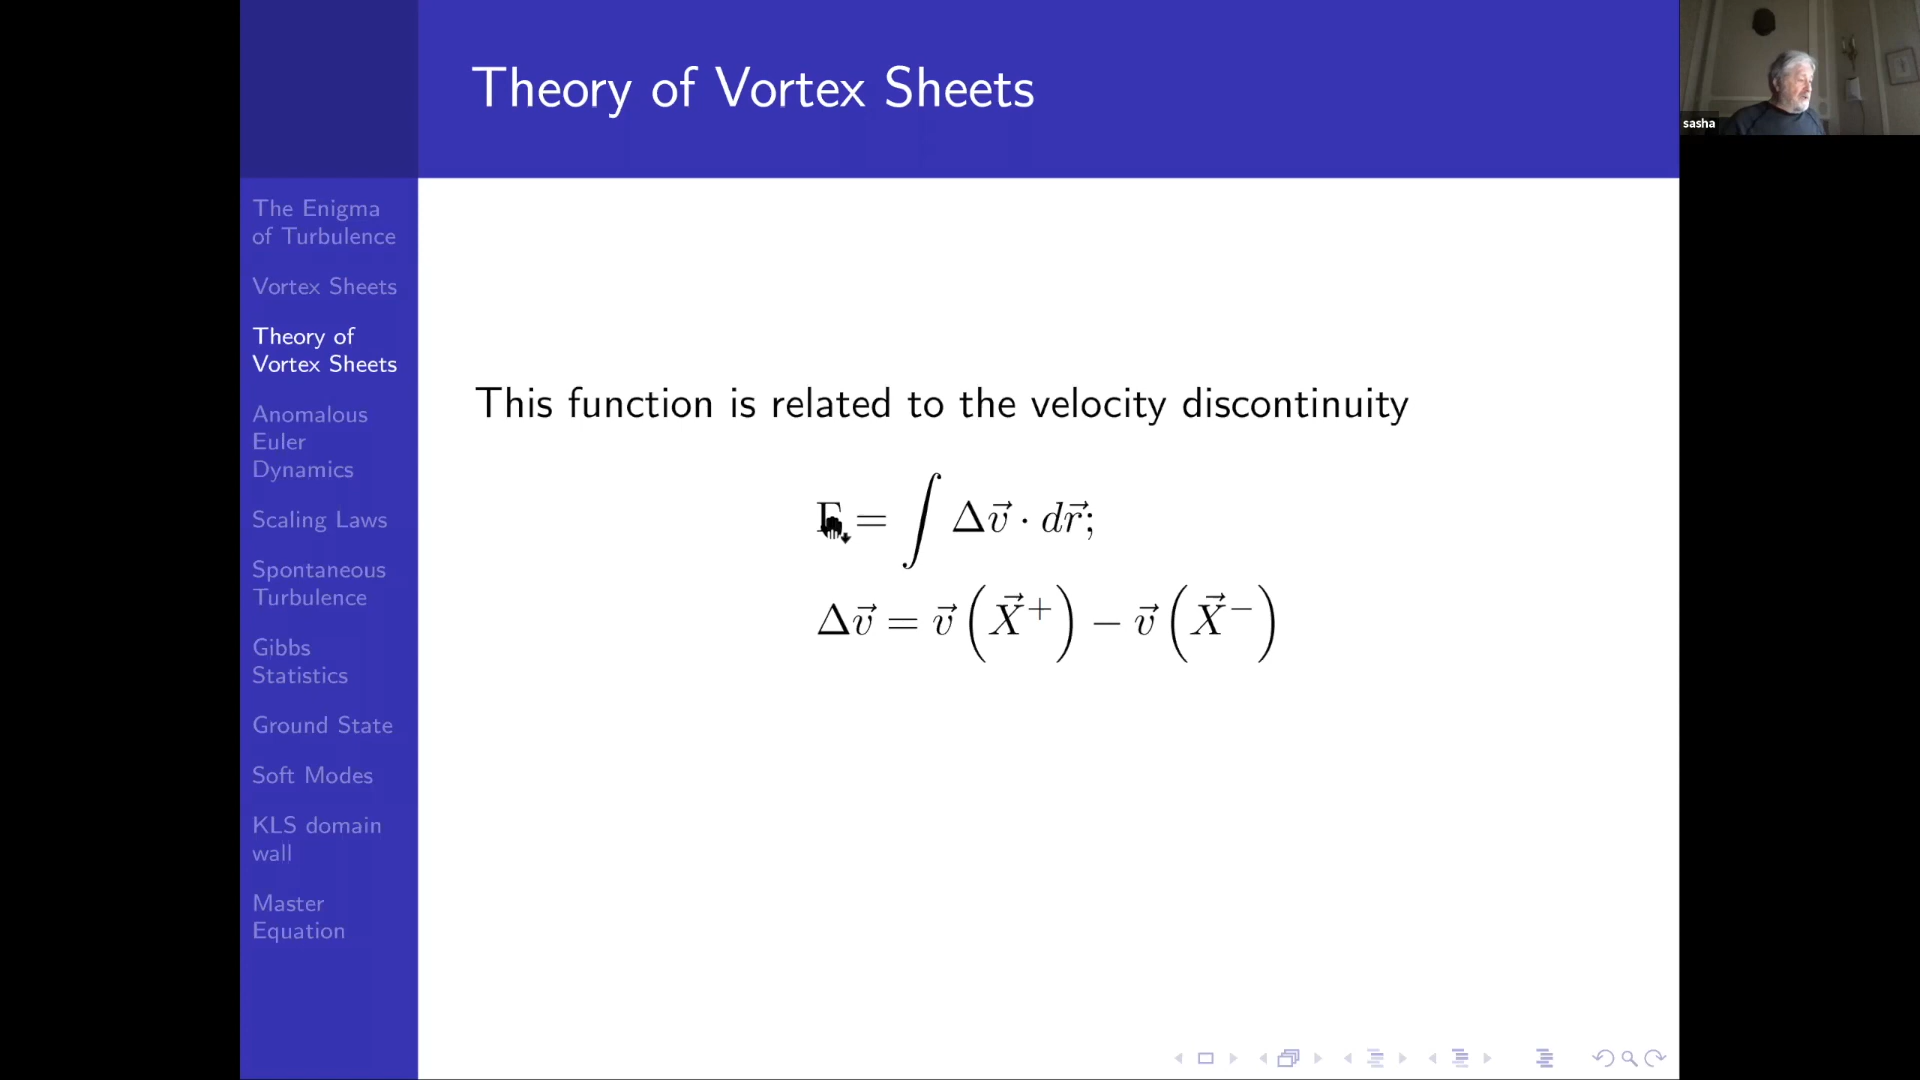 Theory of Vortex Sheets
sasha
The Enigma
of Turbulence
Vortex Sheets
Theory of
Vortex Sheets
Anomalous
Euler
Dynamics
Scaling Laws
Spontaneous
Turbulence
Gibbs
Statistics
Ground State
Soft Modes
KLS domain
wall
Master
Equation
This function is related to the velocity discontinuity
Γ = ∫ Δv⃗ · dr⃗;
Δv⃗ = v⃗(X⃗⁺) − v⃗(X⃗⁻)